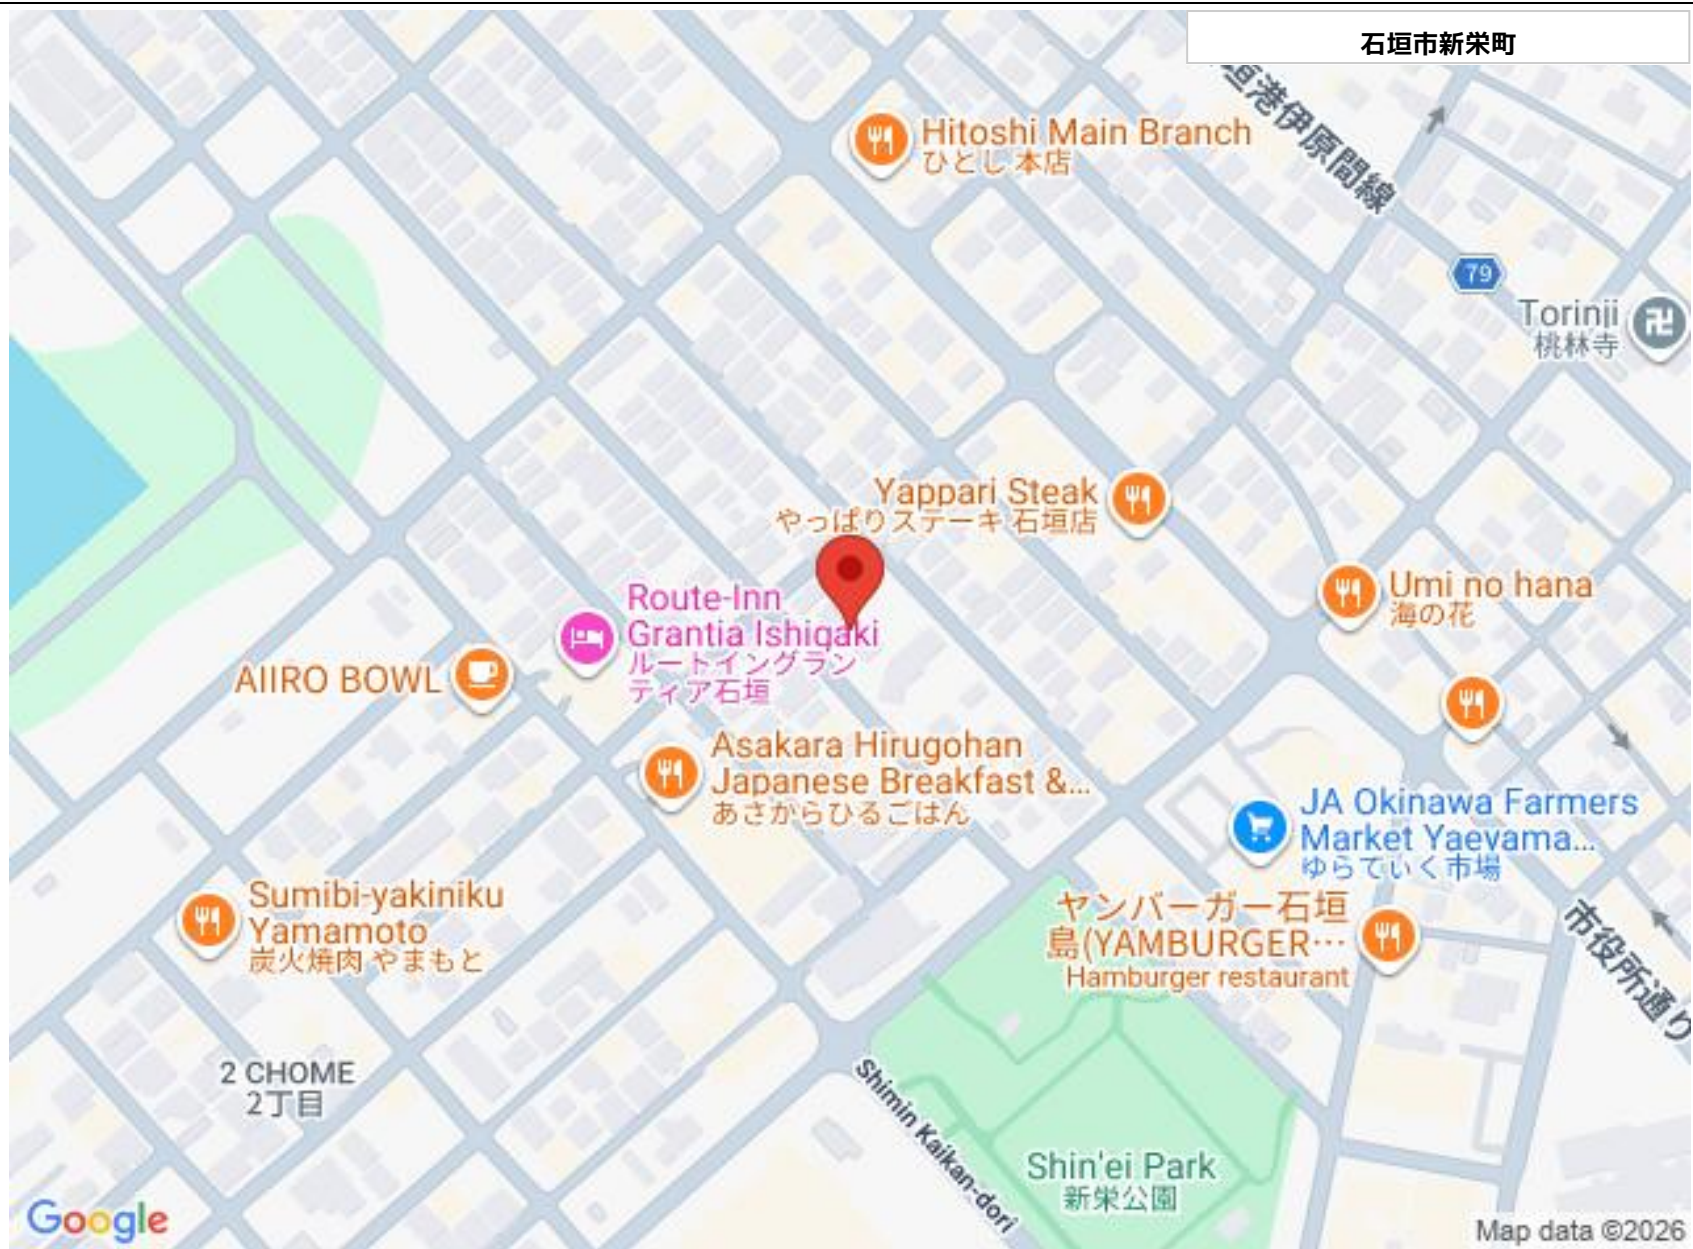 石垣市新栄町
垣港伊原間線
Hitoshi Main Branch
ひとし 本店
79
Torinji
桃林寺
Yappari Steak
やっぱりステーキ 石垣店
Route-Inn
Grantia Ishigaki
ルートイングラン
ティア石垣
Umi no hana
海の花
AIIRO BOWL
Asakara Hirugohan
Japanese Breakfast &...
あさからひるごはん
JA Okinawa Farmers
Market Yaeyama...
ゆらてぃく市場
Sumibi-yakiniku
Yamamoto
炭火焼肉 やまもと
ヤンバーガー石垣
島(YAMBURGER…
Hamburger restaurant
市役所通り
2 CHOME
2丁目
Shimin Kaikan-dori
Shin'ei Park
新栄公園
Google
Map data ©2026